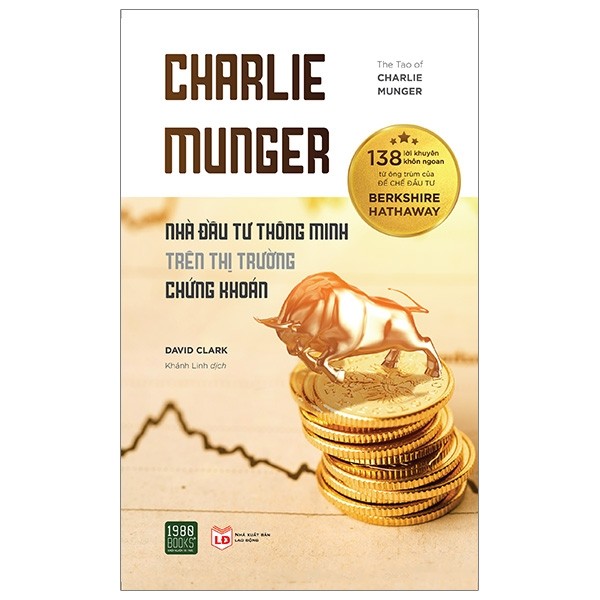 CHARLIE
MUNGER
The Tao of
CHARLIE
MUNGER
138 lời khuyên
khôn ngoan
từ ông trùm của
ĐẾ CHẾ ĐẦU TƯ
BERKSHIRE
HATHAWAY
NHÀ ĐẦU TƯ THÔNG MINH
TRÊN THỊ TRƯỜNG
CHỨNG KHOÁN
DAVID CLARK
Khánh Linh dịch
1980
BOOKS
LĐ
NHÀ XUẤT BẢN
LAO ĐỘNG